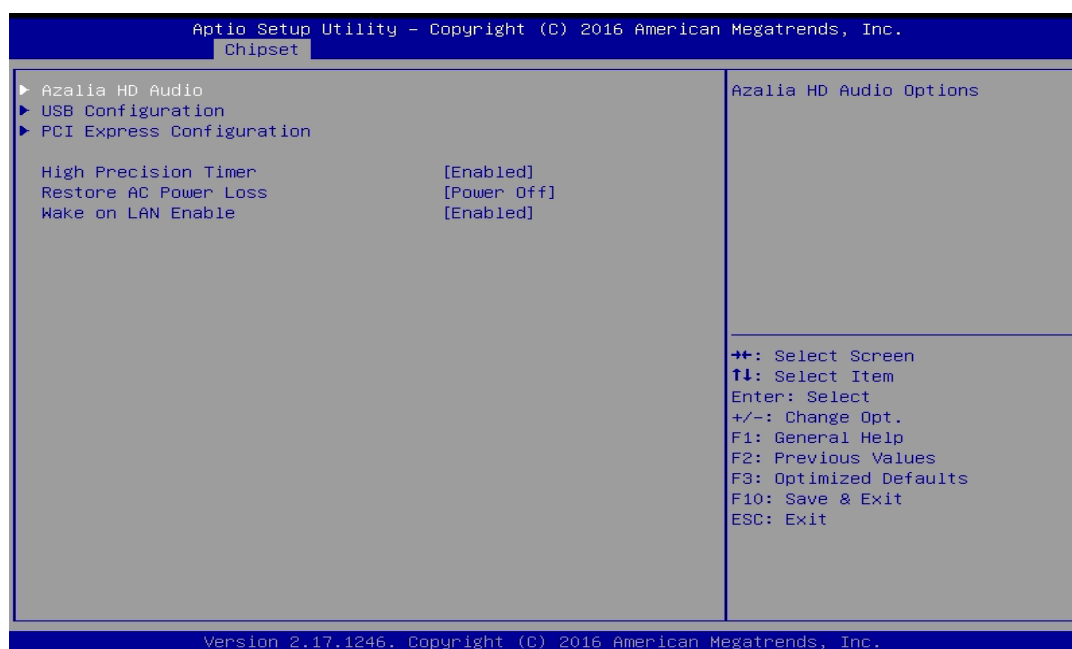 Aptio Setup Utility – Copyright (C) 2016 American Megatrends, Inc.
Chipset
► Azalia HD Audio
► USB Configuration
► PCI Express Configuration
High Precision Timer [Enabled]
Restore AC Power Loss [Power Off]
Wake on LAN Enable [Enabled]
Azalia HD Audio Options
→←: Select Screen
↑↓: Select Item
Enter: Select
+/-: Change Opt.
F1: General Help
F2: Previous Values
F3: Optimized Defaults
F10: Save & Exit
ESC: Exit
Version 2.17.1246. Copyright (C) 2016 American Megatrends, Inc.